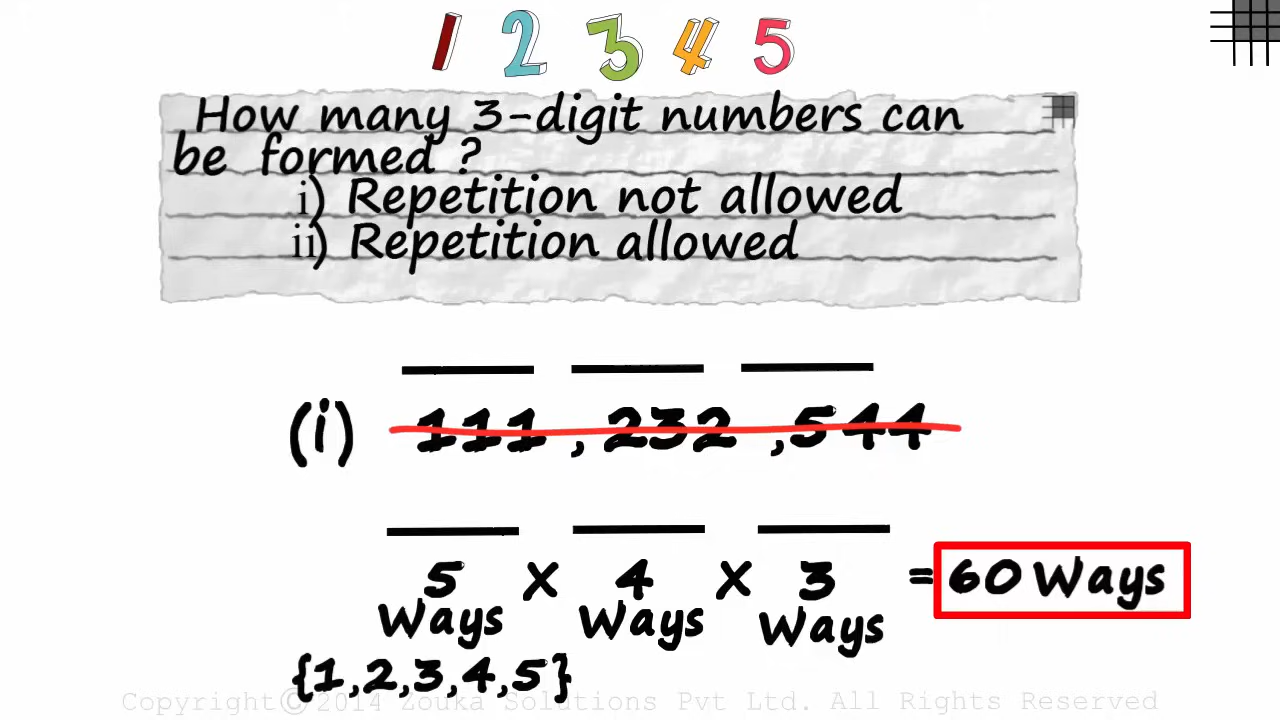 1 2 3 4 5
How many 3-digit numbers can
be formed ?
i) Repetition not allowed
ii) Repetition allowed
(i) 111 , 232 , 544
5 X 4 X 3 = 60 Ways
Ways Ways Ways
{1,2,3,4,5}
Copyright© 2014 Zouka Solutions Pvt Ltd. All Rights Reserved